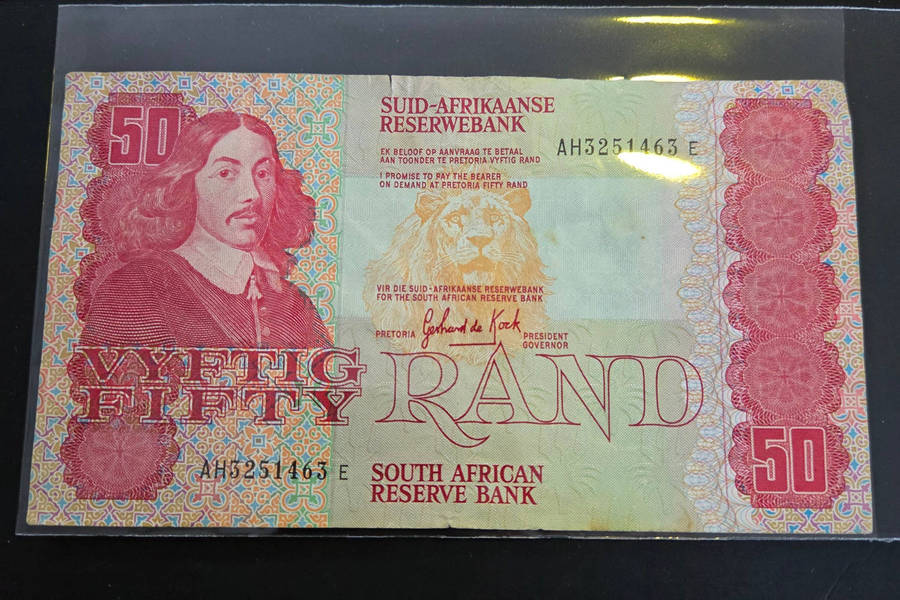 50
SUID-AFRIKAANSE
RESERWEBANK
AH3251463 E
EK BELOOF OP AANVRAAG TE BETAAL
AAN TOONDER TE PRETORIA VYFTIG RAND
I PROMISE TO PAY THE BEARER
ON DEMAND AT PRETORIA FIFTY RAND
VIR DIE SUID-AFRIKAANSE RESERWEBANK
FOR THE SOUTH AFRICAN RESERVE BANK
Gerhard de Kock
PRETORIA
PRESIDENT
GOVERNOR
VYFTIG
FIFTY
RAND
AH3251463 E
SOUTH AFRICAN
RESERVE BANK
50